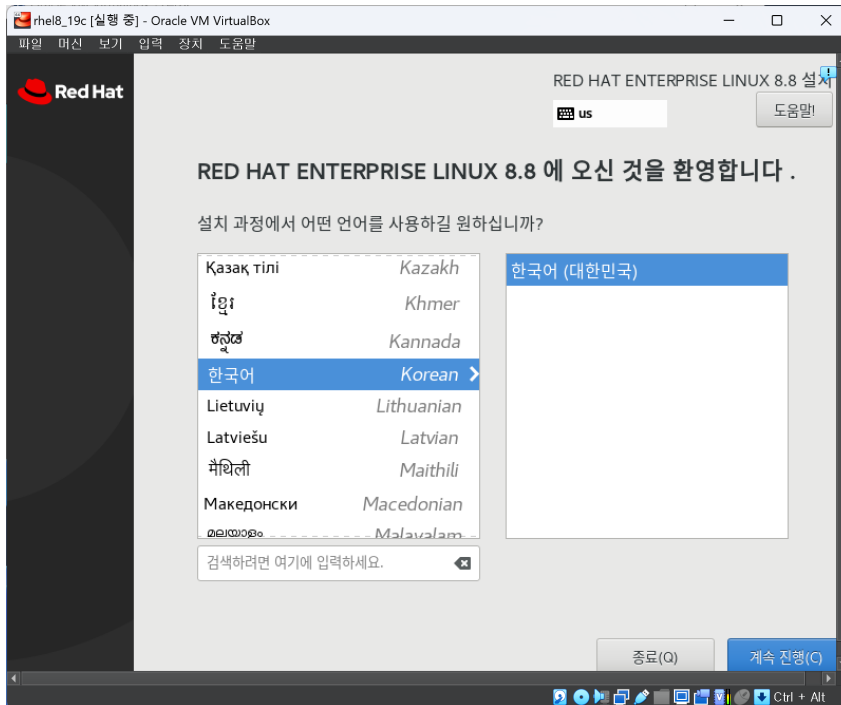 rhel8_19c [실행 중] - Oracle VM VirtualBox
파일 머신 보기 입력 장치 도움말
Red Hat
RED HAT ENTERPRISE LINUX 8.8 설치
us
도움말!
RED HAT ENTERPRISE LINUX 8.8 에 오신 것을 환영합니다 .
설치 과정에서 어떤 언어를 사용하길 원하십니까?
Қазақ тілі Kazakh
ខ្មែរ Khmer
ಕನ್ನಡ Kannada
한국어 Korean
Lietuvių Lithuanian
Latviešu Latvian
मैथिली Maithili
Македонски Macedonian
മലയാളം Malayalam
한국어 (대한민국)
검색하려면 여기에 입력하세요.
종료(Q)
계속 진행(C)
Ctrl + Alt